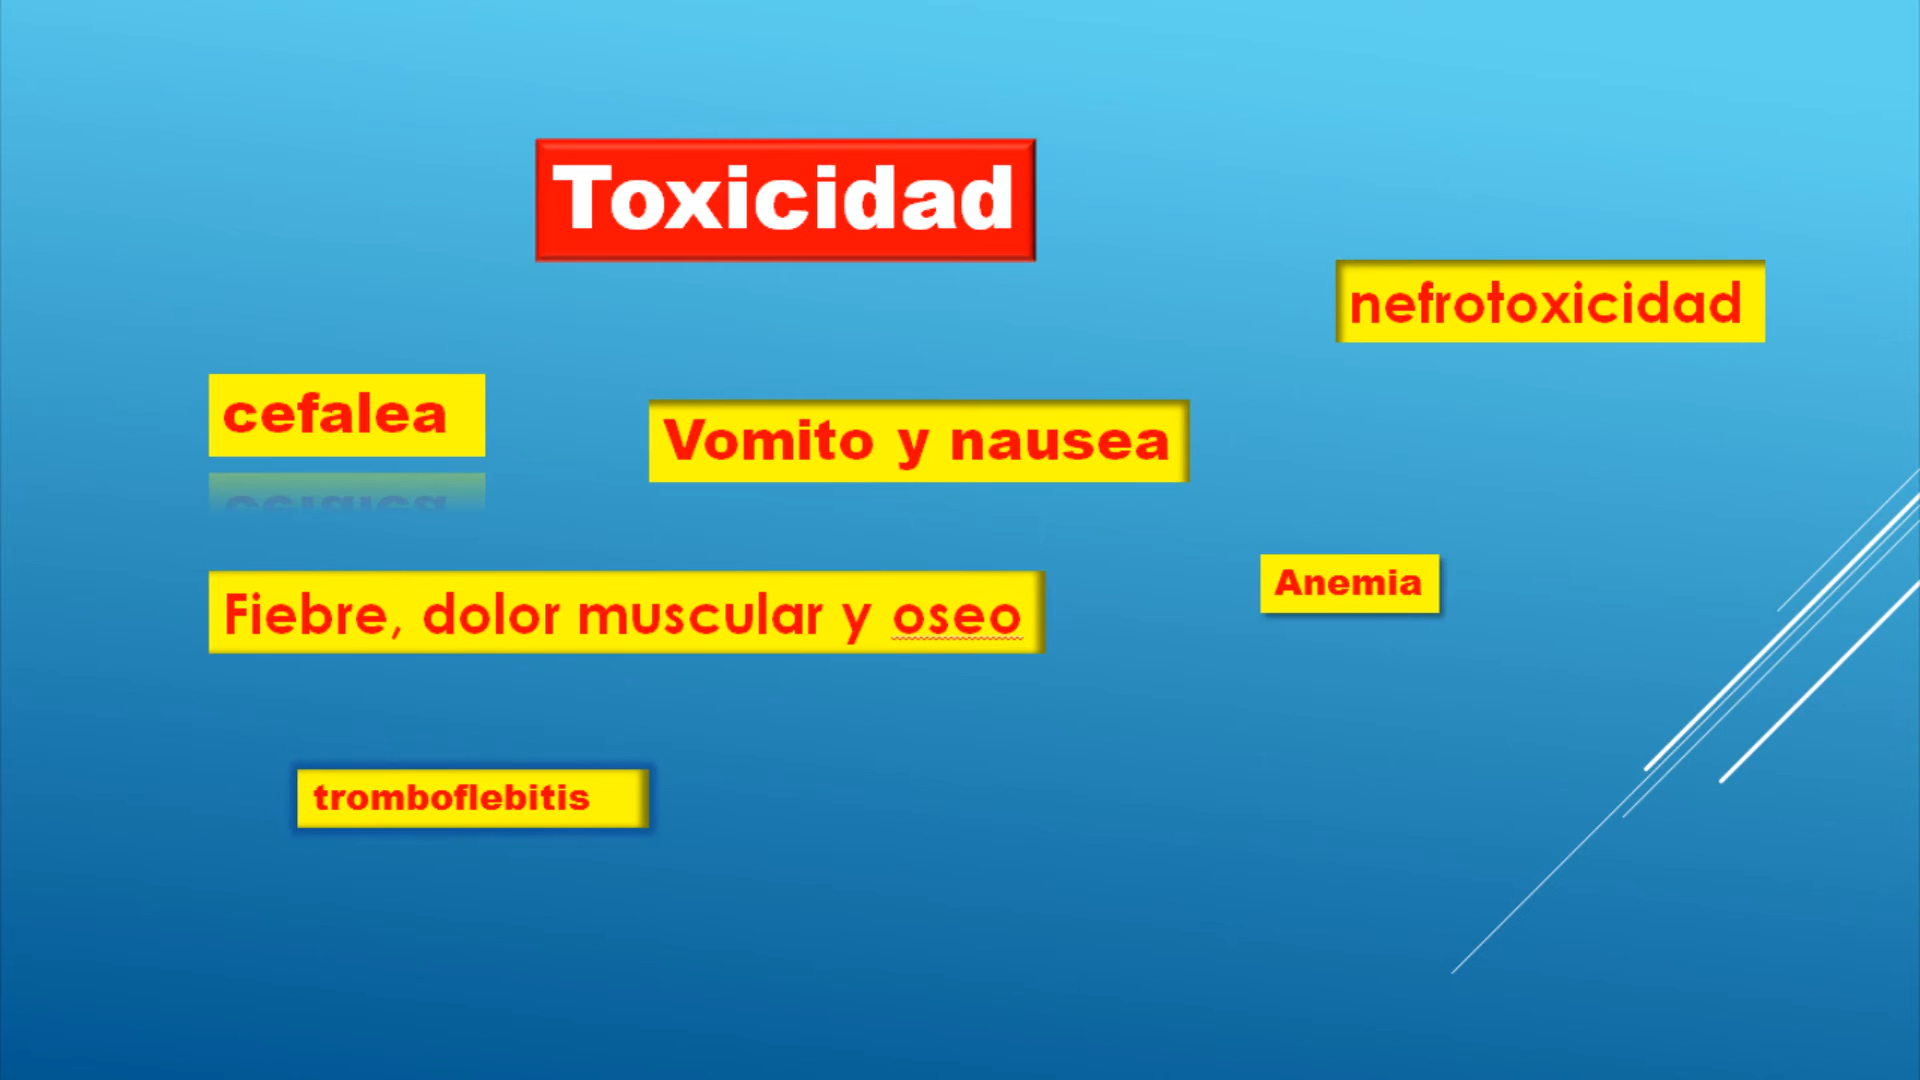 Toxicidad
nefrotoxicidad
cefalea
Vomito y nausea
Fiebre, dolor muscular y oseo
Anemia
tromboflebitis